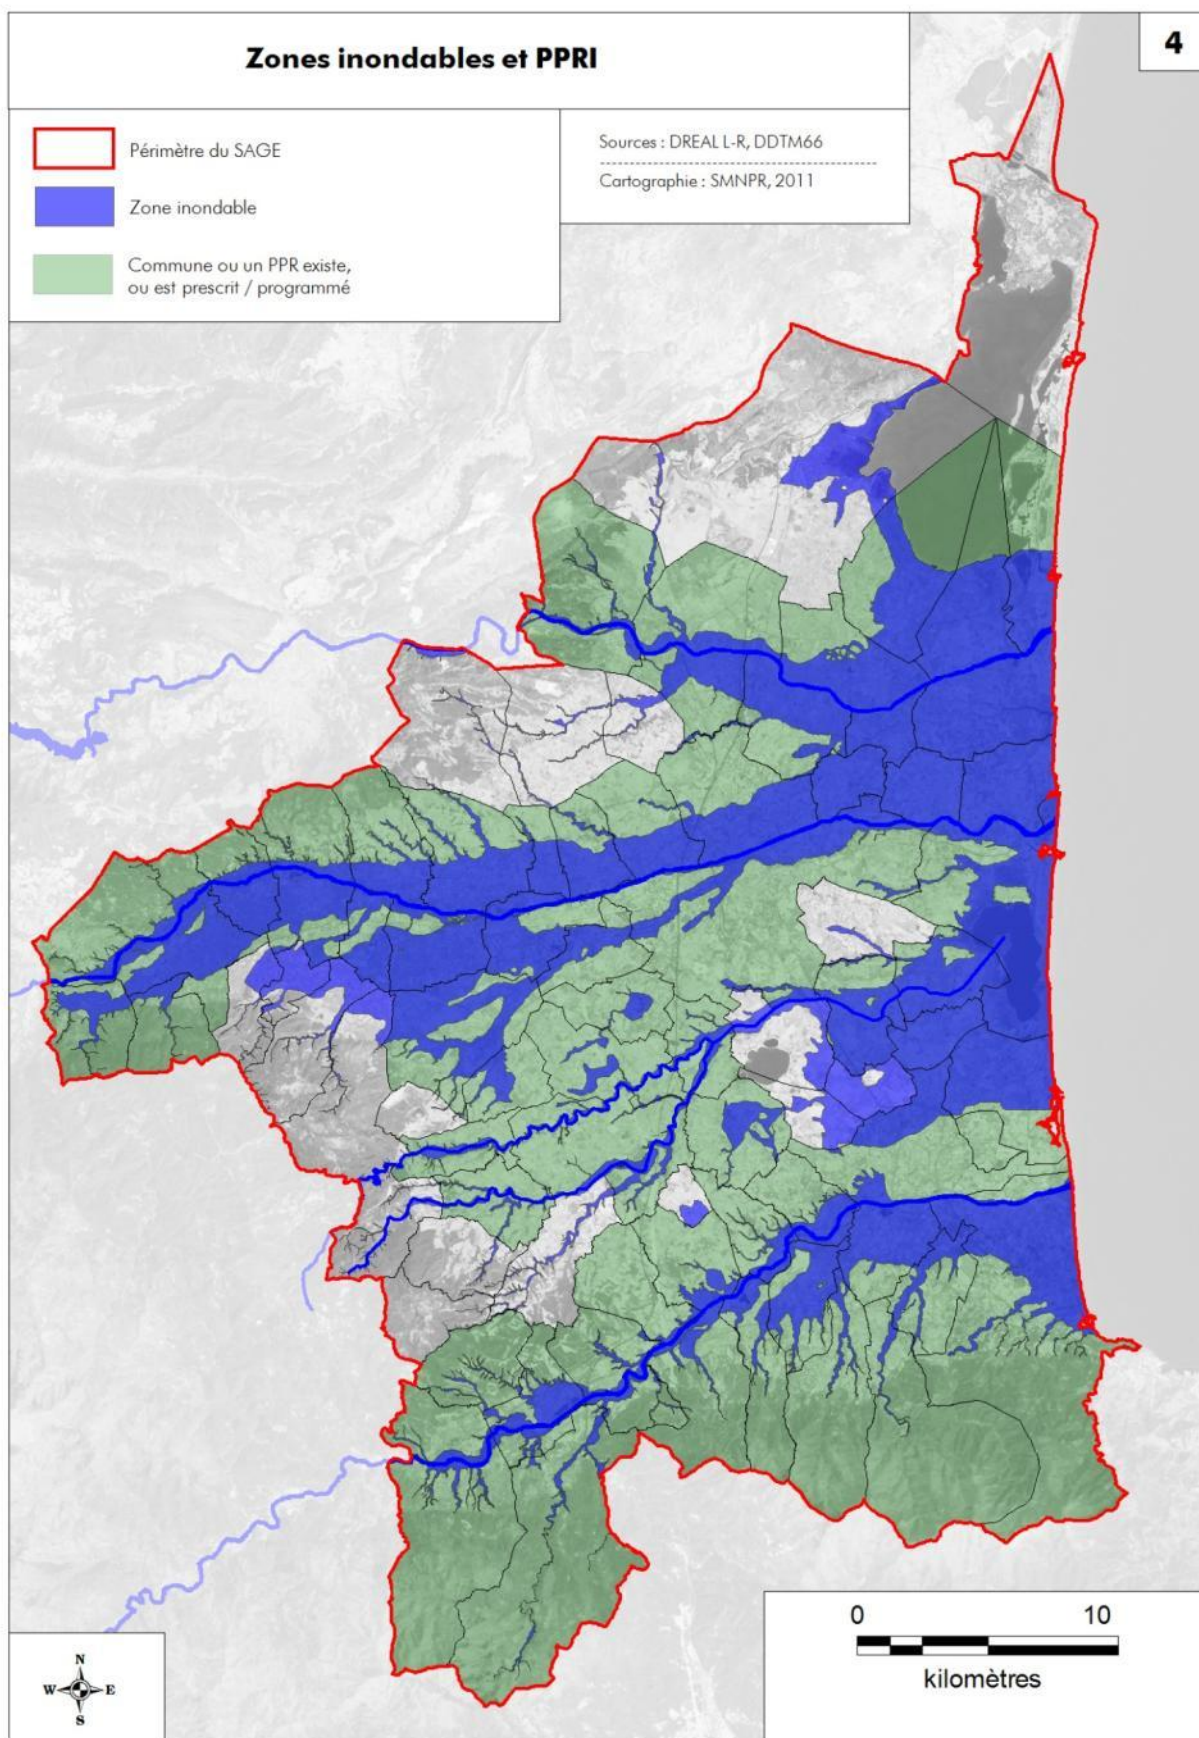 Zones inondables et PPRI
4
Périmètre du SAGE
Zone inondable
Commune ou un PPR existe,
ou est prescrit / programmé
Sources : DREAL L-R, DDTM66
Cartographie : SMNPR, 2011
N
W E
S
0 10
kilomètres